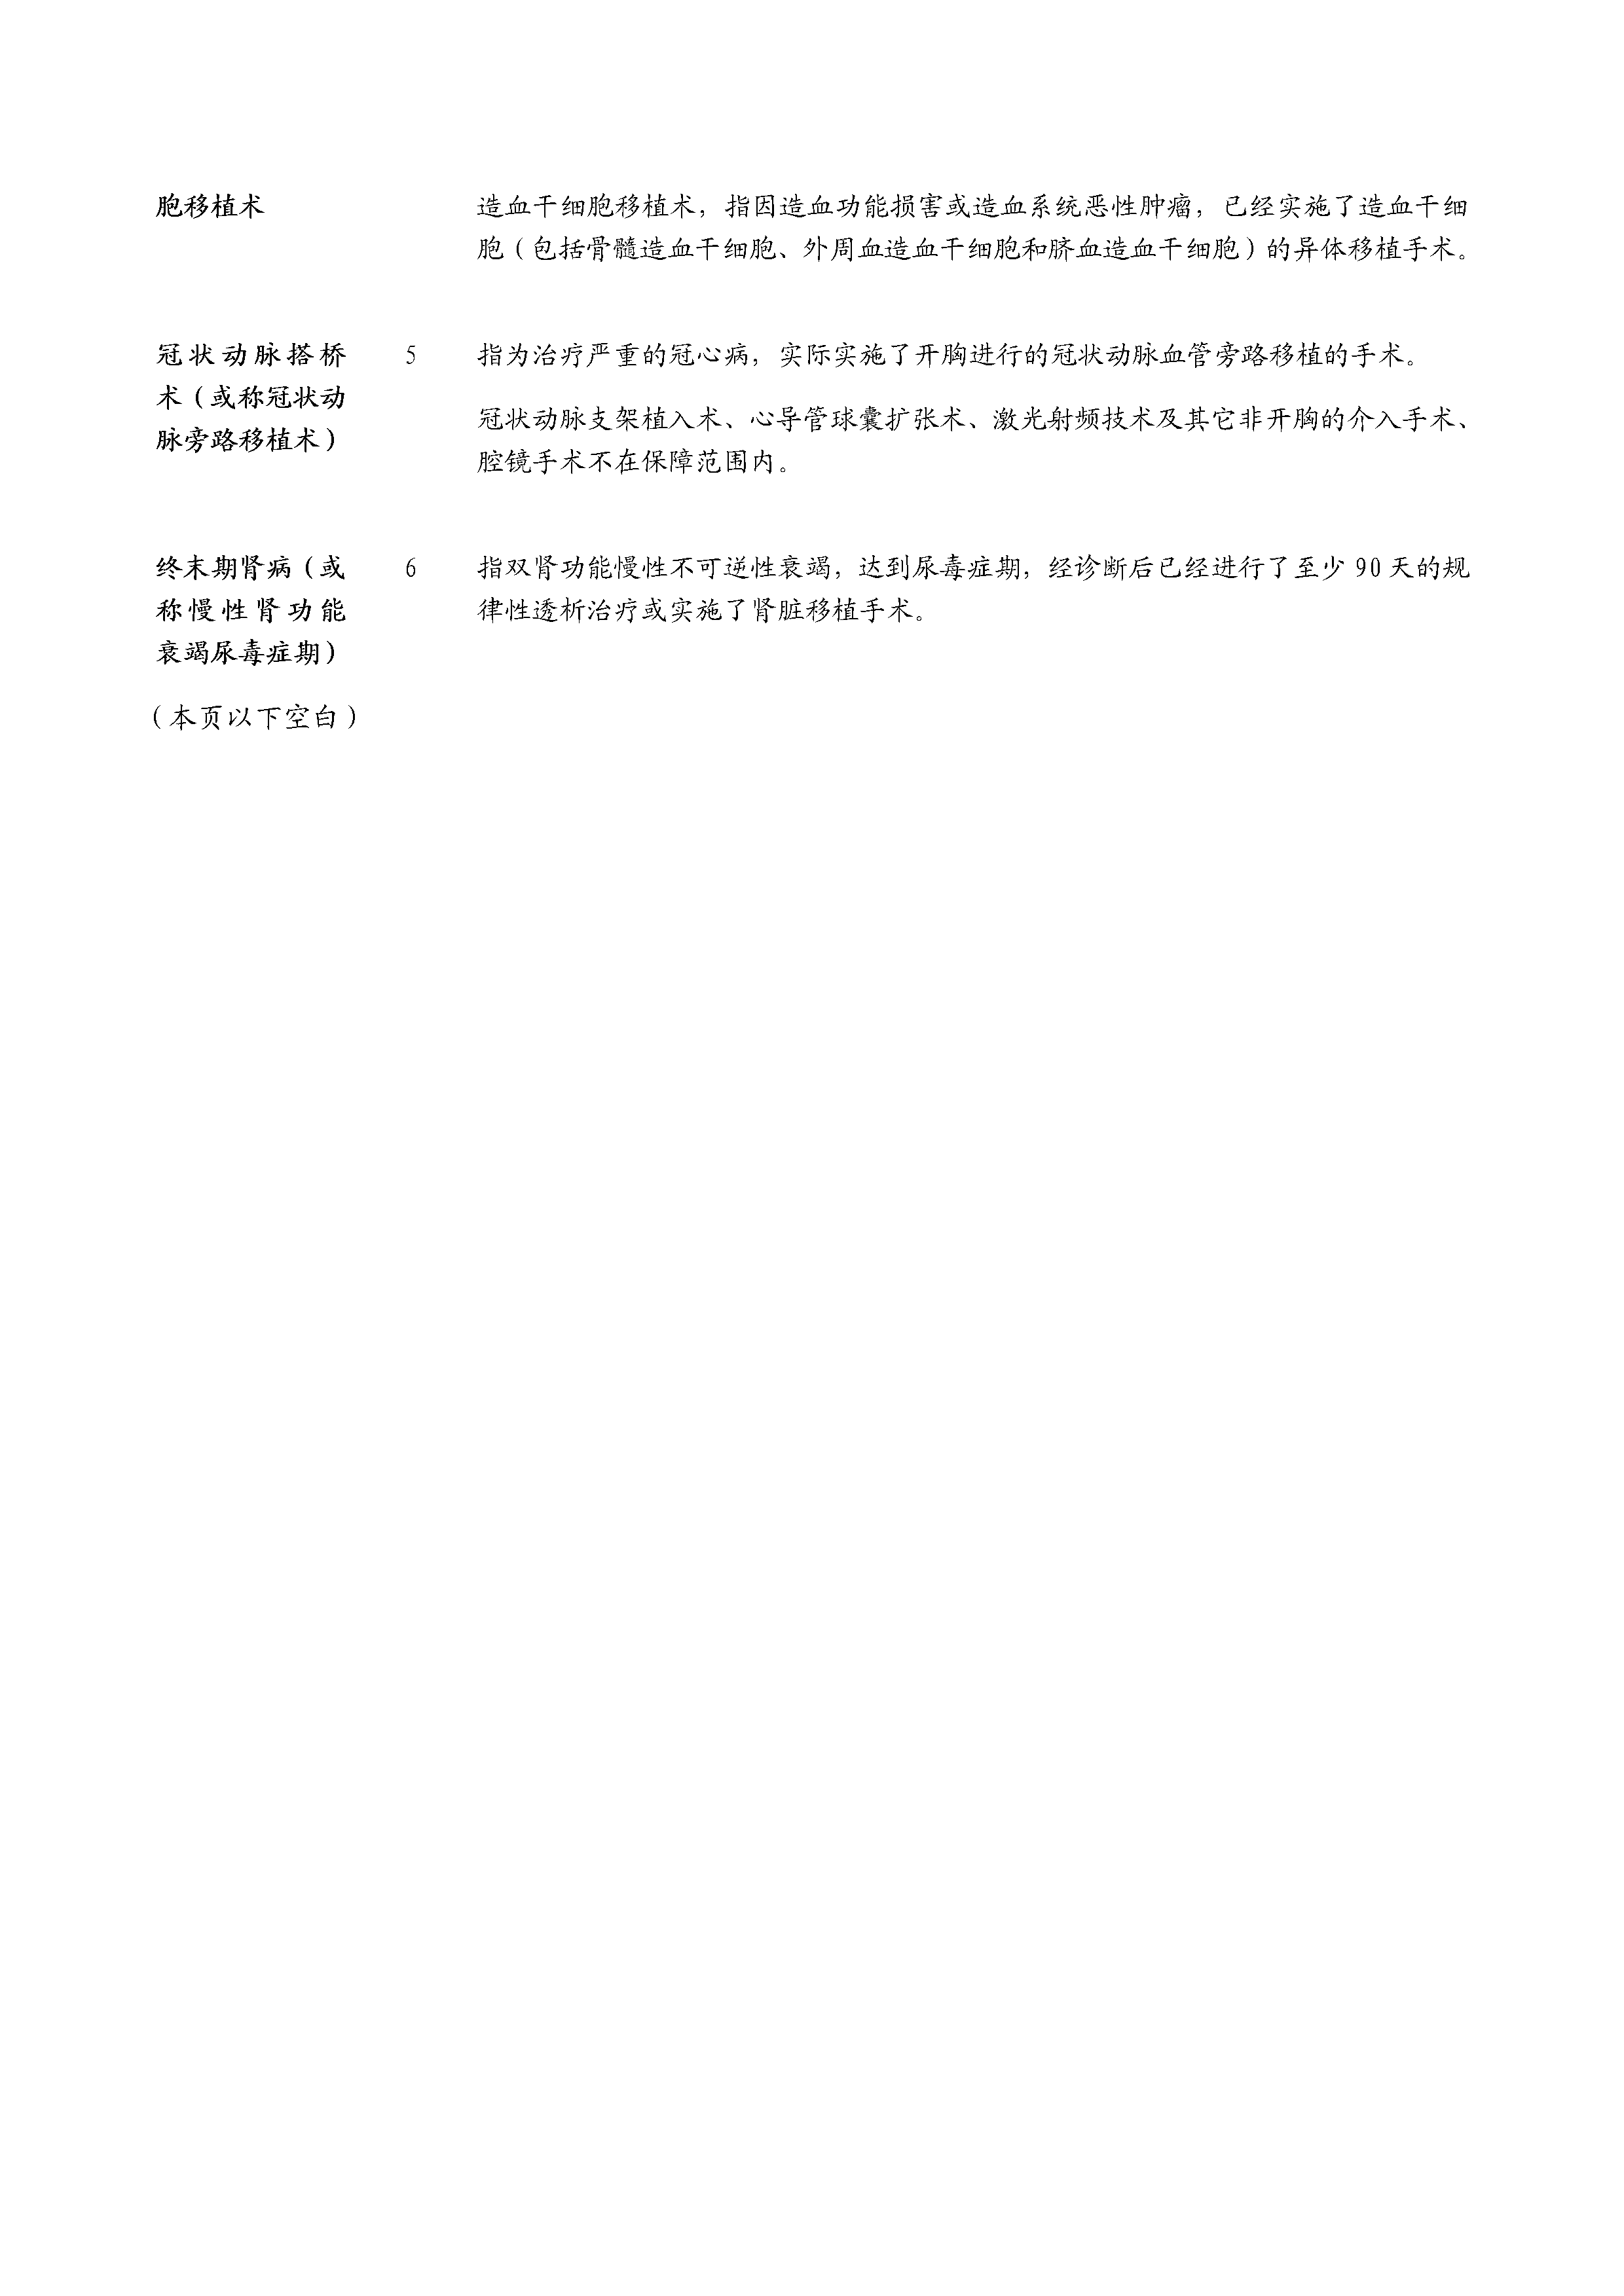 胞移植术 造血干细胞移植术，指因造血功能损害或造血系统恶性肿瘤，已经实施了造血干细
胞（包括骨髓造血干细胞、外周血造血干细胞和脐血造血干细胞）的异体移植手术。
冠状动脉搭桥 5 指为治疗严重的冠心病，实际实施了开胸进行的冠状动脉血管旁路移植的手术。
术（或称冠状动
脉旁路移植术）
冠状动脉支架植入术、心导管球囊扩张术、激光射频技术及其它非开胸的介入手术、
腔镜手术不在保障范围内。
终末期肾病（或 6 指双肾功能慢性不可逆性衰竭，达到尿毒症期，经诊断后已经进行了至少 90 天的规
称慢性肾功能 律性透析治疗或实施了肾脏移植手术。
衰竭尿毒症期）
（本页以下空白）